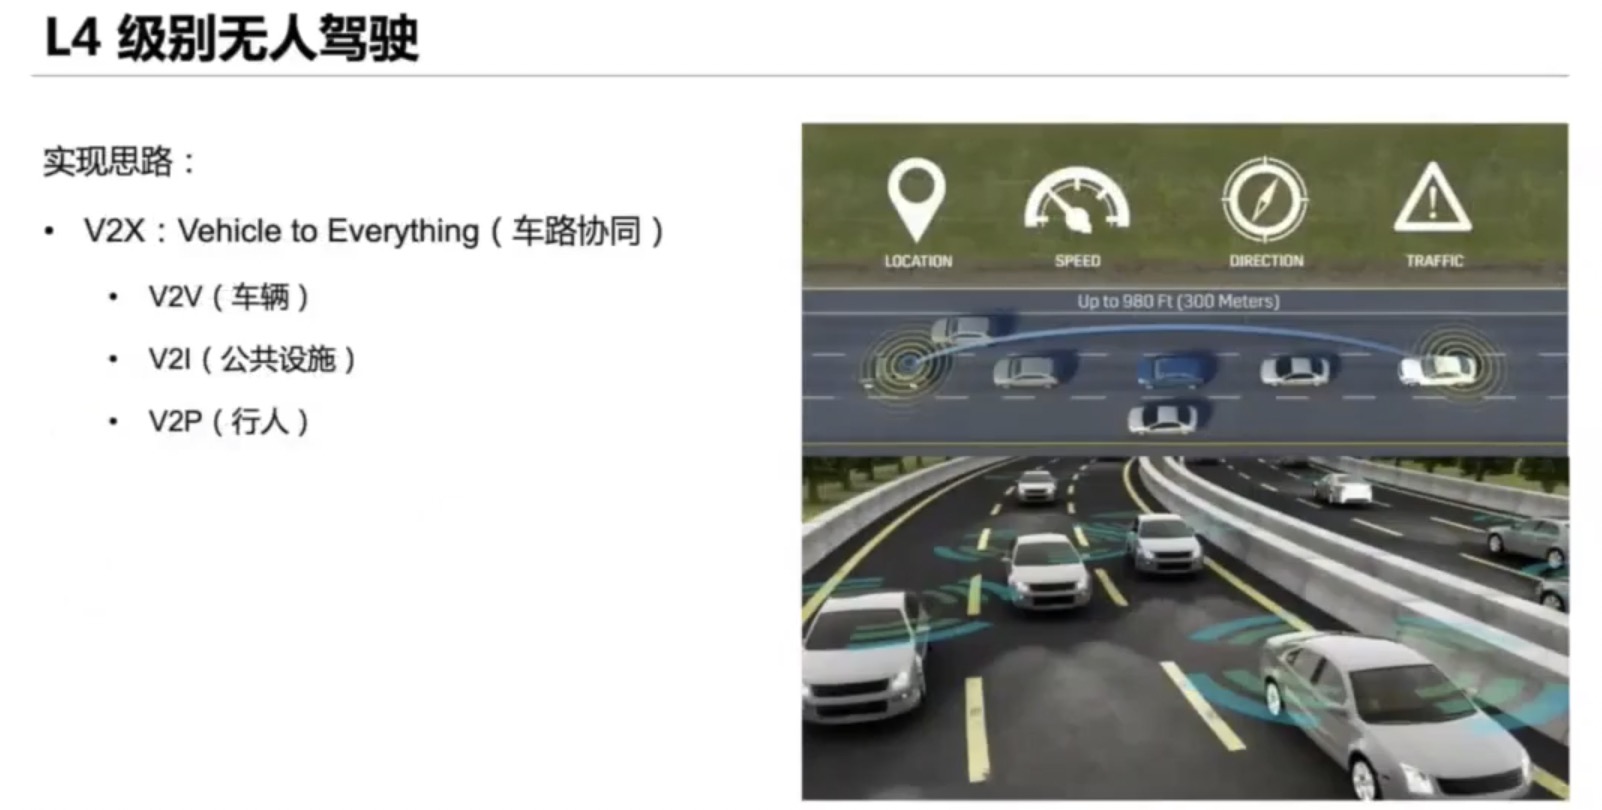 L4 级别无人驾驶
实现思路：
• V2X：Vehicle to Everything（车路协同）
• V2V（车辆）
• V2I（公共设施）
• V2P（行人）
LOCATION SPEED DIRECTION TRAFFIC
Up to 980 Ft (300 Meters)